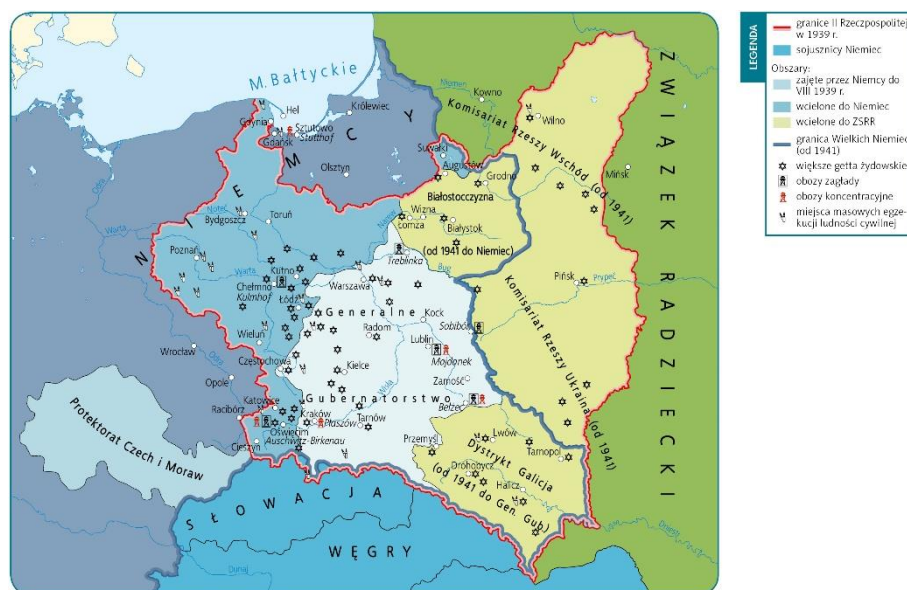 M. Bałtyckie
Hel
Gdynia
Gdańsk
Sztutowo
Stutthof
Królewiec
Olsztyn
NIEMCY
Kowno
Niemen
Komisariat Rzeszy Wschód (od 1941)
Wilno
Mińsk
ZWIĄZEK RADZIECKI
Suwałki
Augustów
Grodno
Białostocczyzna
Wizna
Łomża
Białystok
(od 1941 do Niemiec)
Narew
Odra
Noteć
Bydgoszcz
Toruń
Warta
Poznań
Warta
Kutno
Chełmno
Kulmhof
Łódź
Treblinka
Bug
Warszawa
Pińsk
Prypeć
Komisariat Rzeszy Ukraina (od 1941)
Generalne
Gubernatorstwo
Kock
Radom
Sobibór
Lublin
Majdanek
Wieluń
Wrocław
Odra
Częstochowa
Kielce
Zamość
Wisła
Opole
Bełżec
Katowice
Racibórz
Kraków
Płaszów
Tarnów
Oświęcim
Auschwitz-Birkenau
Cieszyn
Protektorat Czech i Moraw
Przemyśl
Lwów
Tarnopol
Dystrykt Galicja
(od 1941 do Gen. Gub.)
Drohobycz
Halicz
Dniestr
SŁOWACJA
WĘGRY
Dunaj
LEGENDA
granice II Rzeczpospolitej
w 1939 r.
sojusznicy Niemiec
Obszary:
zajęte przez Niemcy do
VIII 1939 r.
wcielone do Niemiec
wcielone do ZSRR
granica Wielkich Niemiec
(od 1941)
większe getta żydowskie
obozy zagłady
obozy koncentracyjne
miejsca masowych egze-
kucji ludności cywilnej